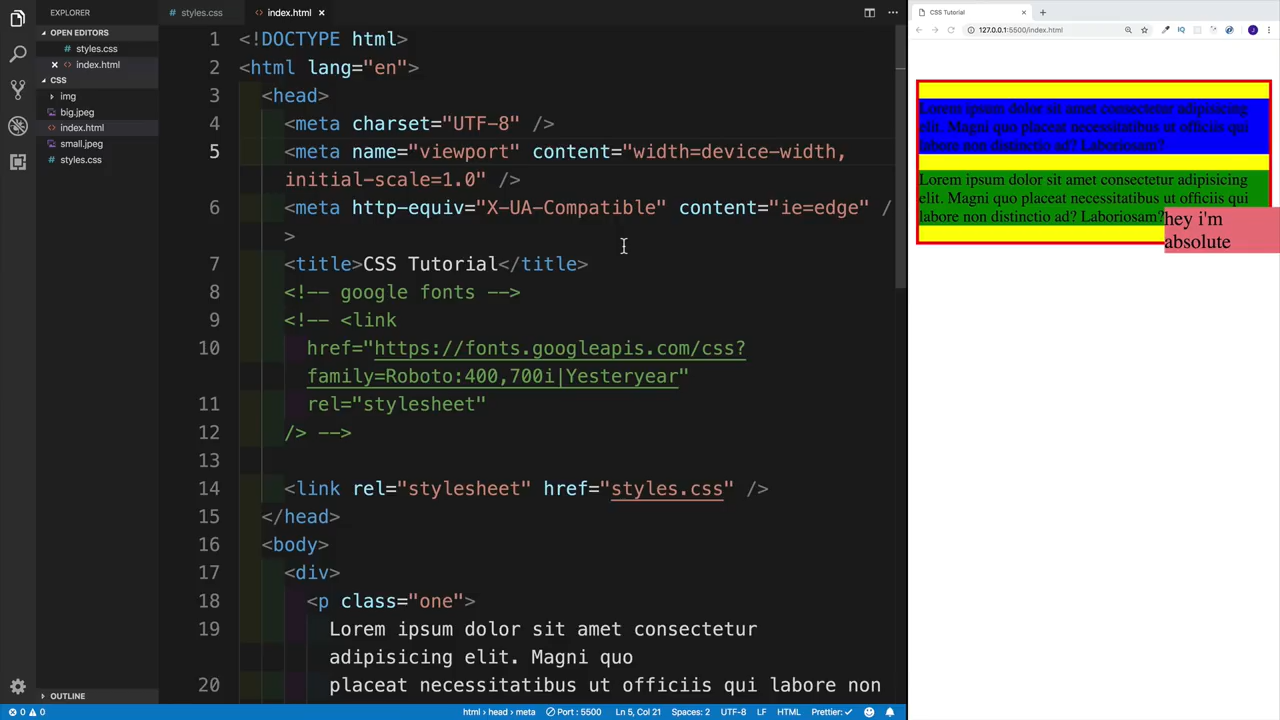 EXPLORER
OPEN EDITORS
styles.css
index.html
CSS
img
big.jpeg
index.html
small.jpeg
styles.css
OUTLINE
styles.css
index.html
1 <!DOCTYPE html>
2 <html lang="en">
3 <head>
4 <meta charset="UTF-8" />
5 <meta name="viewport" content="width=device-width,
initial-scale=1.0" />
6 <meta http-equiv="X-UA-Compatible" content="ie=edge" /
>
7 <title>CSS Tutorial</title>
8 <!-- google fonts -->
9 <!-- <link
10 href="https://fonts.googleapis.com/css?
family=Roboto:400,700i|Yesteryear"
11 rel="stylesheet"
12 /> -->
13
14 <link rel="stylesheet" href="styles.css" />
15 </head>
16 <body>
17 <div>
18 <p class="one">
19 Lorem ipsum dolor sit amet consectetur
adipisicing elit. Magni quo
20 placeat necessitatibus ut officiis qui labore non
CSS Tutorial
127.0.0.1:5500/index.html
Lorem ipsum dolor sit amet consectetur adipisicing
elit. Magni quo placeat necessitatibus ut officiis qui
labore non distinctio ad? Laboriosam?
Lorem ipsum dolor sit amet consectetur adipisicing
elit. Magni quo placeat necessitatibus ut officiis qui
labore non distinctio ad? Laboriosam?
hey i'm
absolute
0 0 html > head > meta Port : 5500 Ln 5, Col 21 Spaces: 2 UTF-8 LF HTML Prettier: ✓